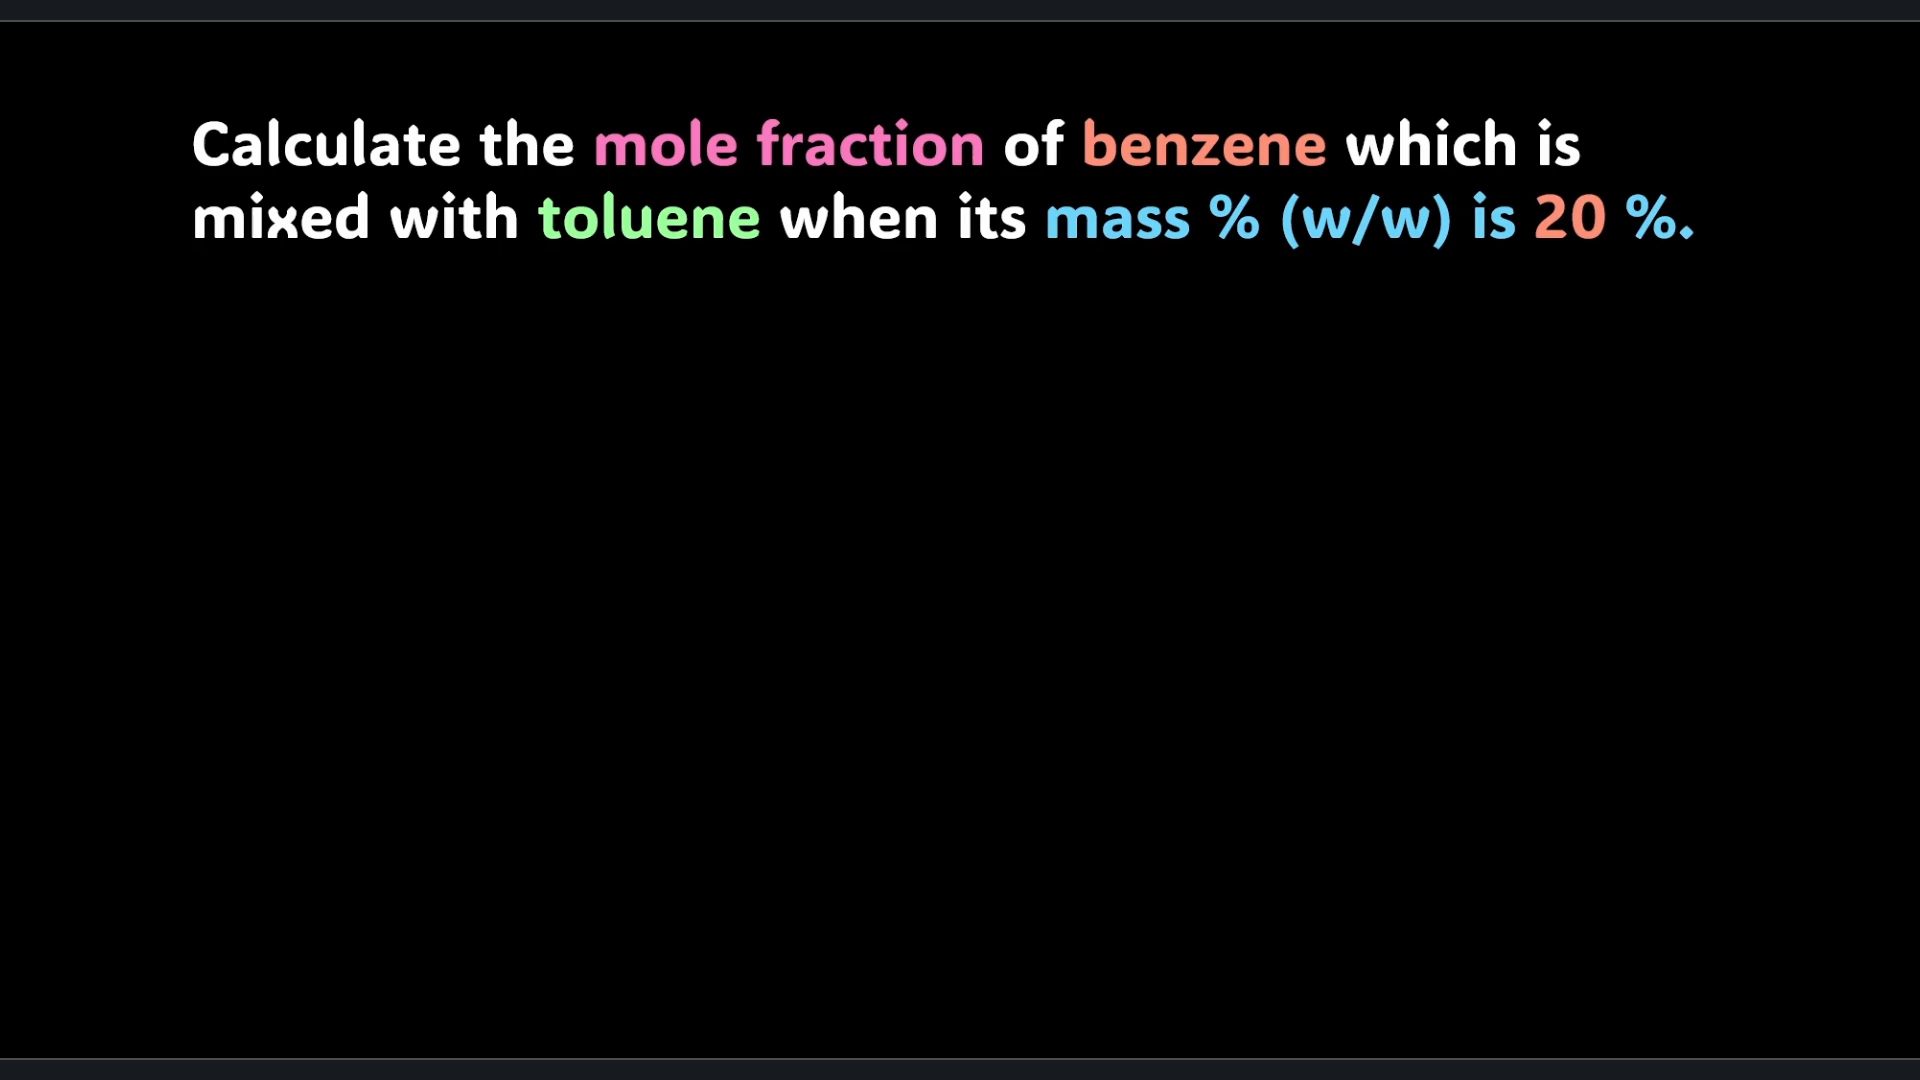 Calculate the mole fraction of benzene which is
mixed with toluene when its mass % (w/w) is 20 %.